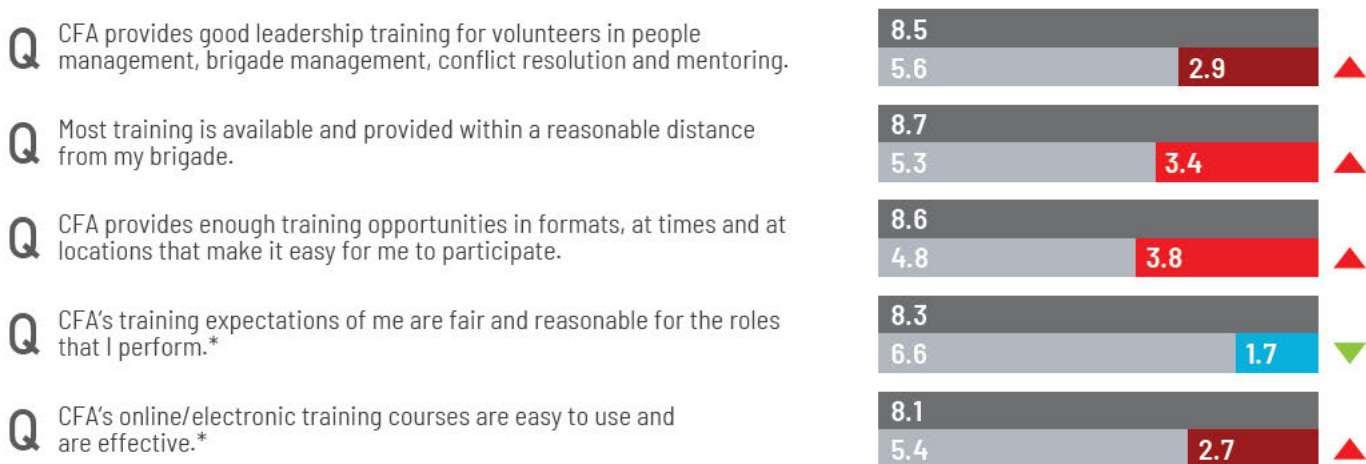 Q CFA provides good leadership training for volunteers in people
management, brigade management, conflict resolution and mentoring.
8.5
5.6 2.9
Q Most training is available and provided within a reasonable distance
from my brigade.
8.7
5.3 3.4
Q CFA provides enough training opportunities in formats, at times and at
locations that make it easy for me to participate.
8.6
4.8 3.8
Q CFA’s training expectations of me are fair and reasonable for the roles
that I perform.*
8.3
6.6 1.7
Q CFA’s online/electronic training courses are easy to use and
are effective.*
8.1
5.4 2.7